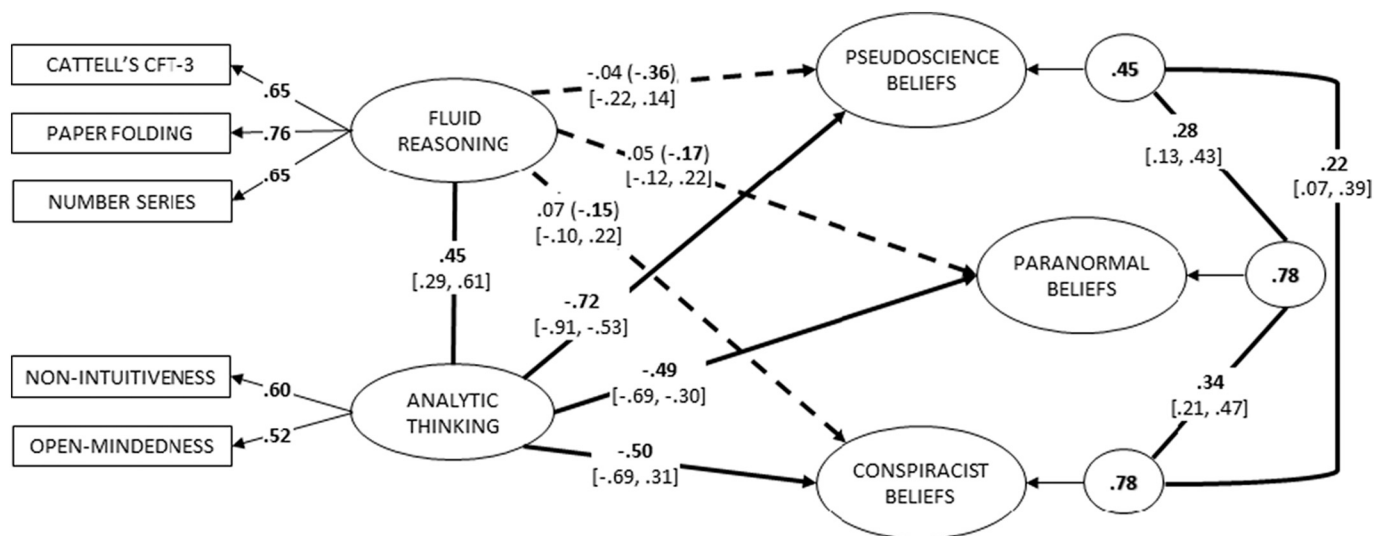 CATTELL'S CFT-3
PAPER FOLDING
NUMBER SERIES
.65
.76
.65
FLUID
REASONING
-.04 (-.36)
[-.22, .14]
.05 (-.17)
[-.12, .22]
.07 (-.15)
[-.10, .22]
PSEUDOSCIENCE
BELIEFS
.45
.28
[.13, .43]
.22
[.07, .39]
.45
[.29, .61]
PARANORMAL
BELIEFS
.78
-.72
[-.91, -.53]
-.49
[-.69, -.30]
.34
[.21, .47]
NON-INTUITIVENESS
OPEN-MINDEDNESS
.60
.52
ANALYTIC
THINKING
-.50
[-.69, .31]
CONSPIRACIST
BELIEFS
.78